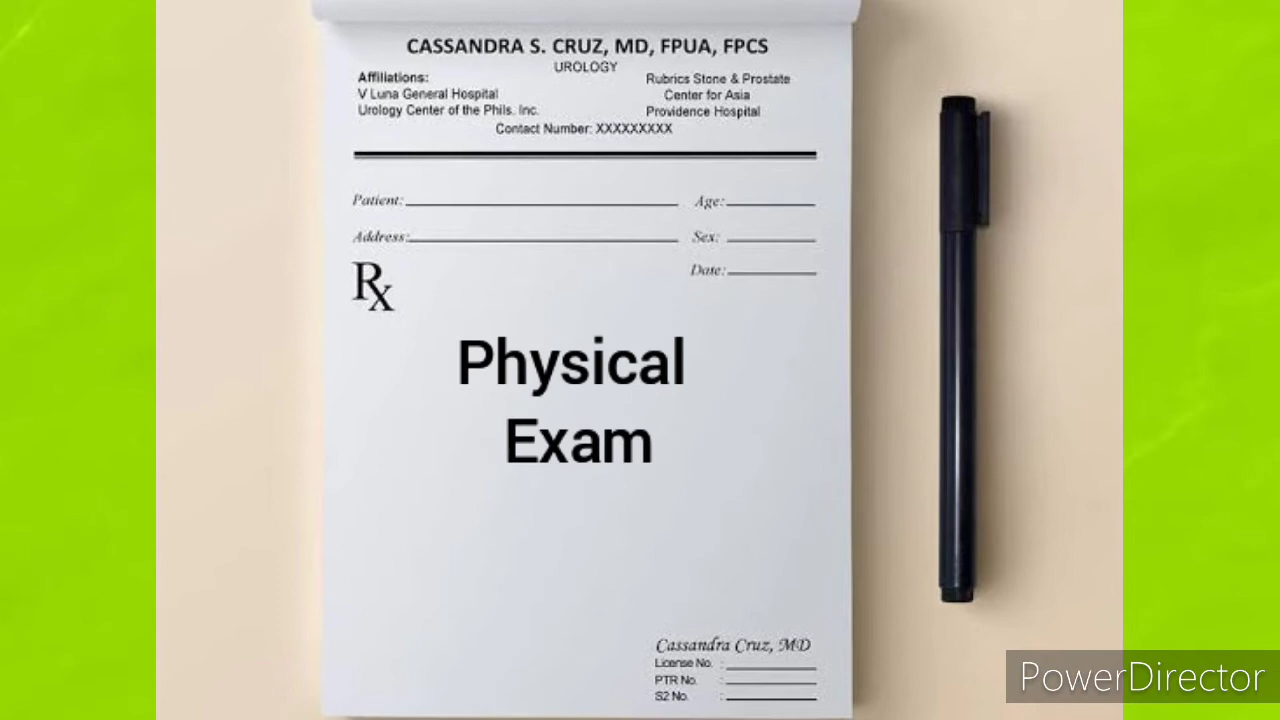 CASSANDRA S. CRUZ, MD, FPUA, FPCS
UROLOGY
Affiliations:
V Luna General Hospital
Urology Center of the Phils. Inc.
Rubrics Stone & Prostate
Center for Asia
Providence Hospital
Contact Number: XXXXXXXXX
Patient:
Age:
Address:
Sex:
Date:
Rx
Physical
Exam
Cassandra Cruz, MD
License No. :
PTR No. :
S2 No. :
PowerDirector